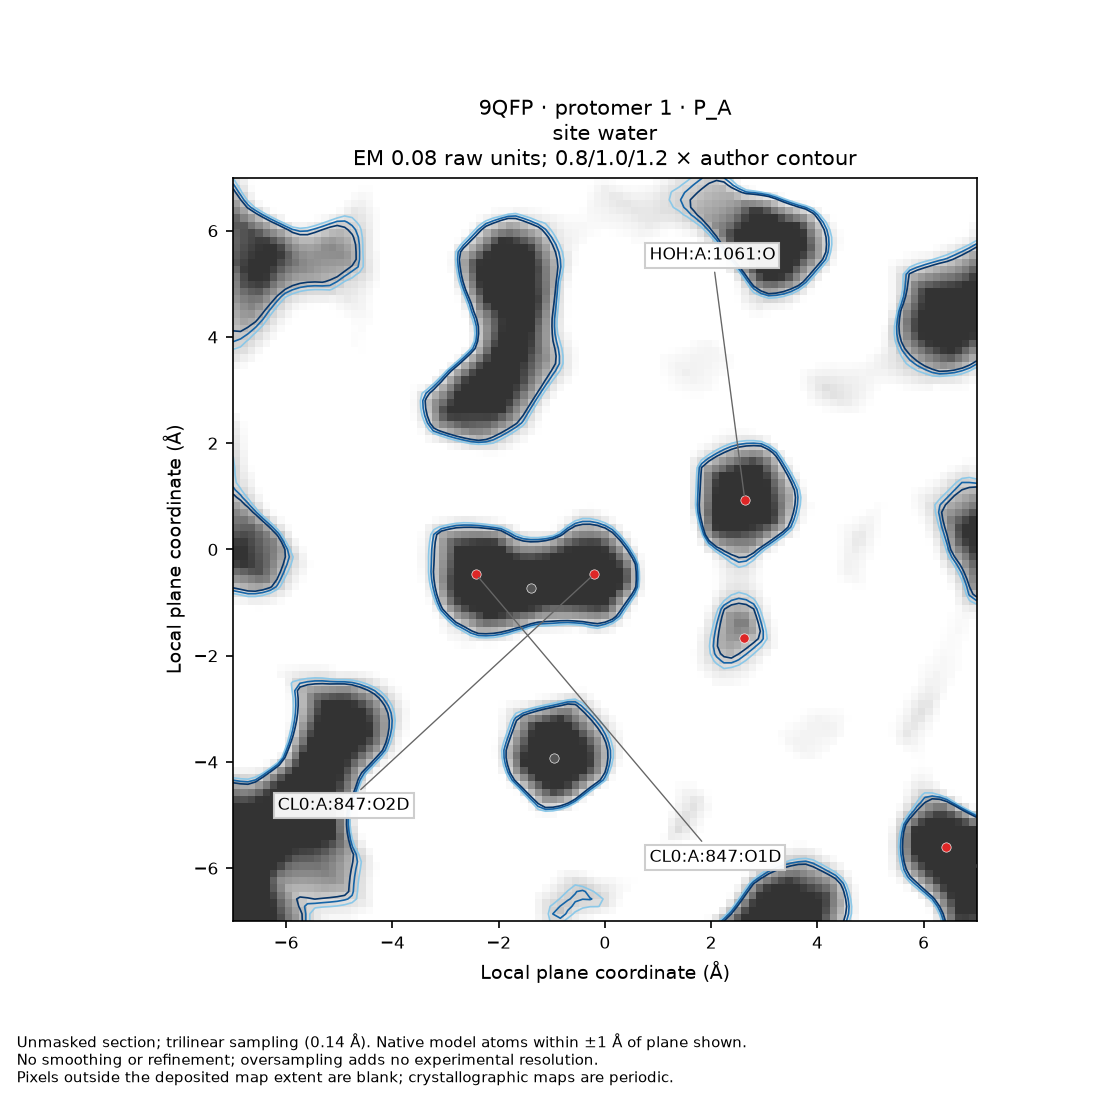 9QFP · protomer 1 · P_A
site water
EM 0.08 raw units; 0.8/1.0/1.2 × author contour
6
4
2
0
−2
−4
−6
Local plane coordinate (Å)
HOH:A:1061:O
CL0:A:847:O2D
CL0:A:847:O1D
−6
−4
−2
0
2
4
6
Local plane coordinate (Å)
Unmasked section; trilinear sampling (0.14 Å). Native model atoms within ±1 Å of plane shown.
No smoothing or refinement; oversampling adds no experimental resolution.
Pixels outside the deposited map extent are blank; crystallographic maps are periodic.